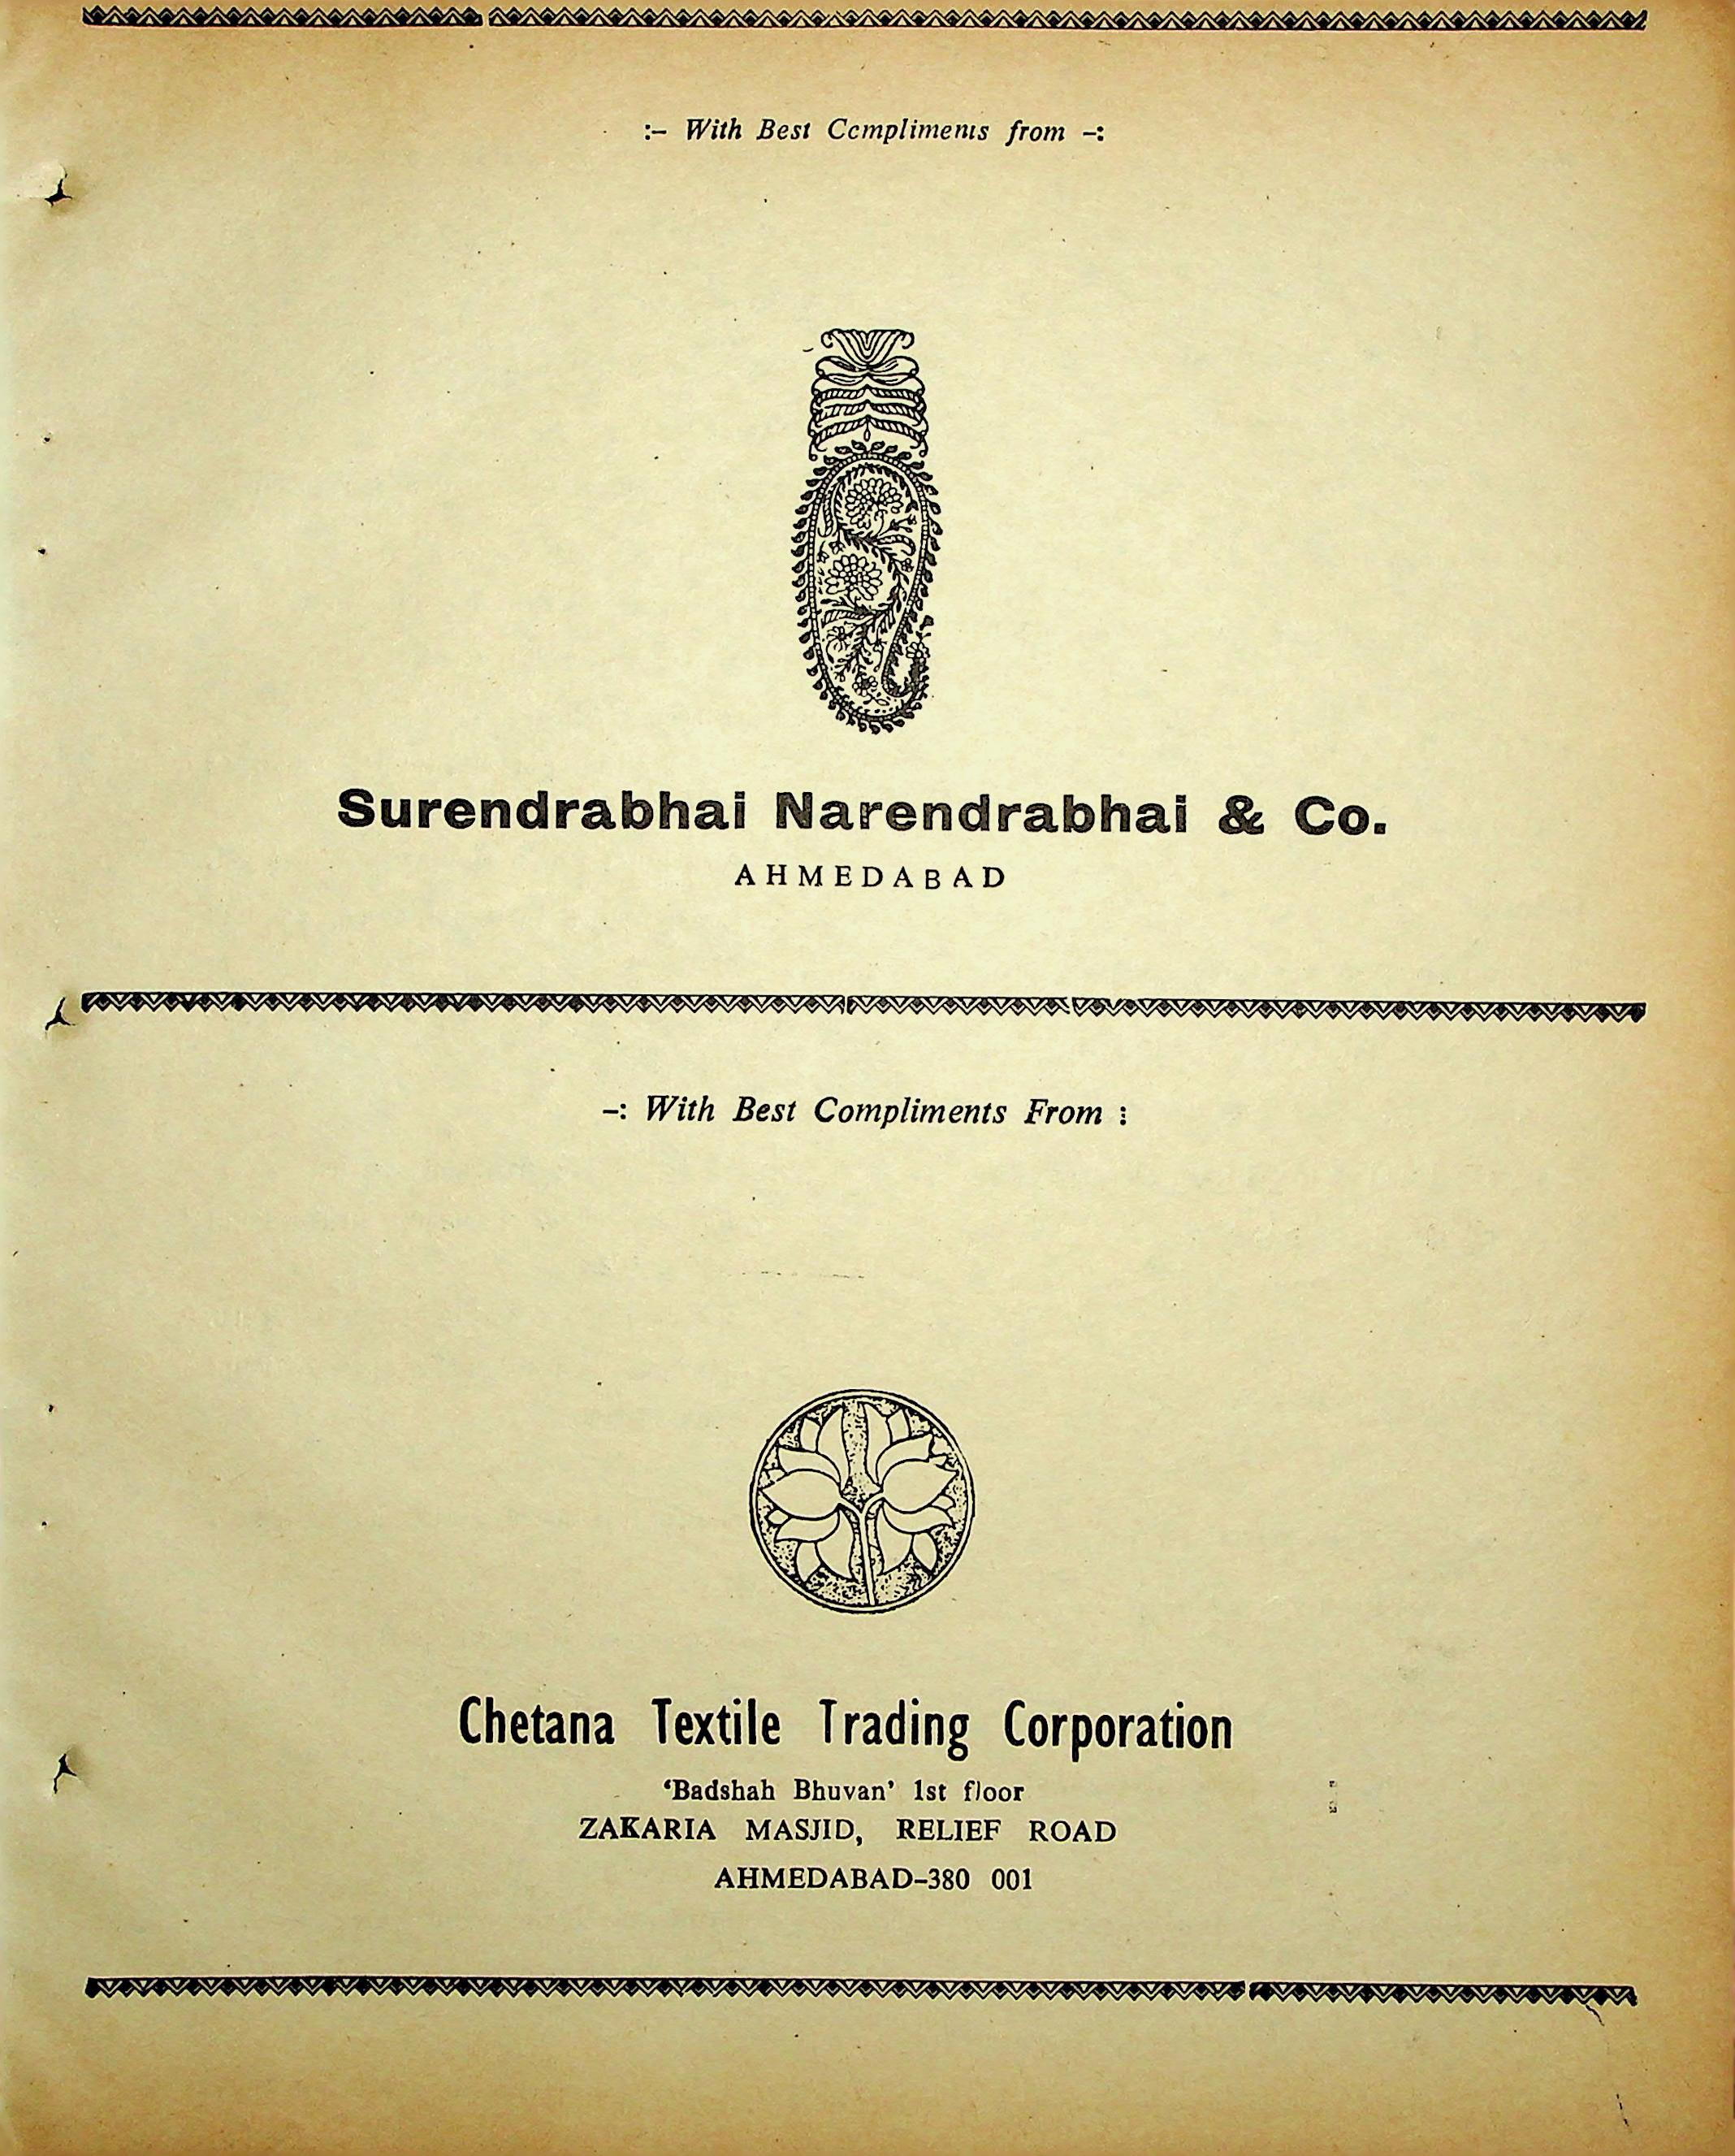 :– With Best Ccmpliments from –:
Surendrabhai Narendrabhai & Co.
AHMEDABAD
–: With Best Compliments From :
Chetana Textile Trading Corporation
‘Badshah Bhuvan’ 1st floor
ZAKARIA MASJID, RELIEF ROAD
AHMEDABAD–380 001